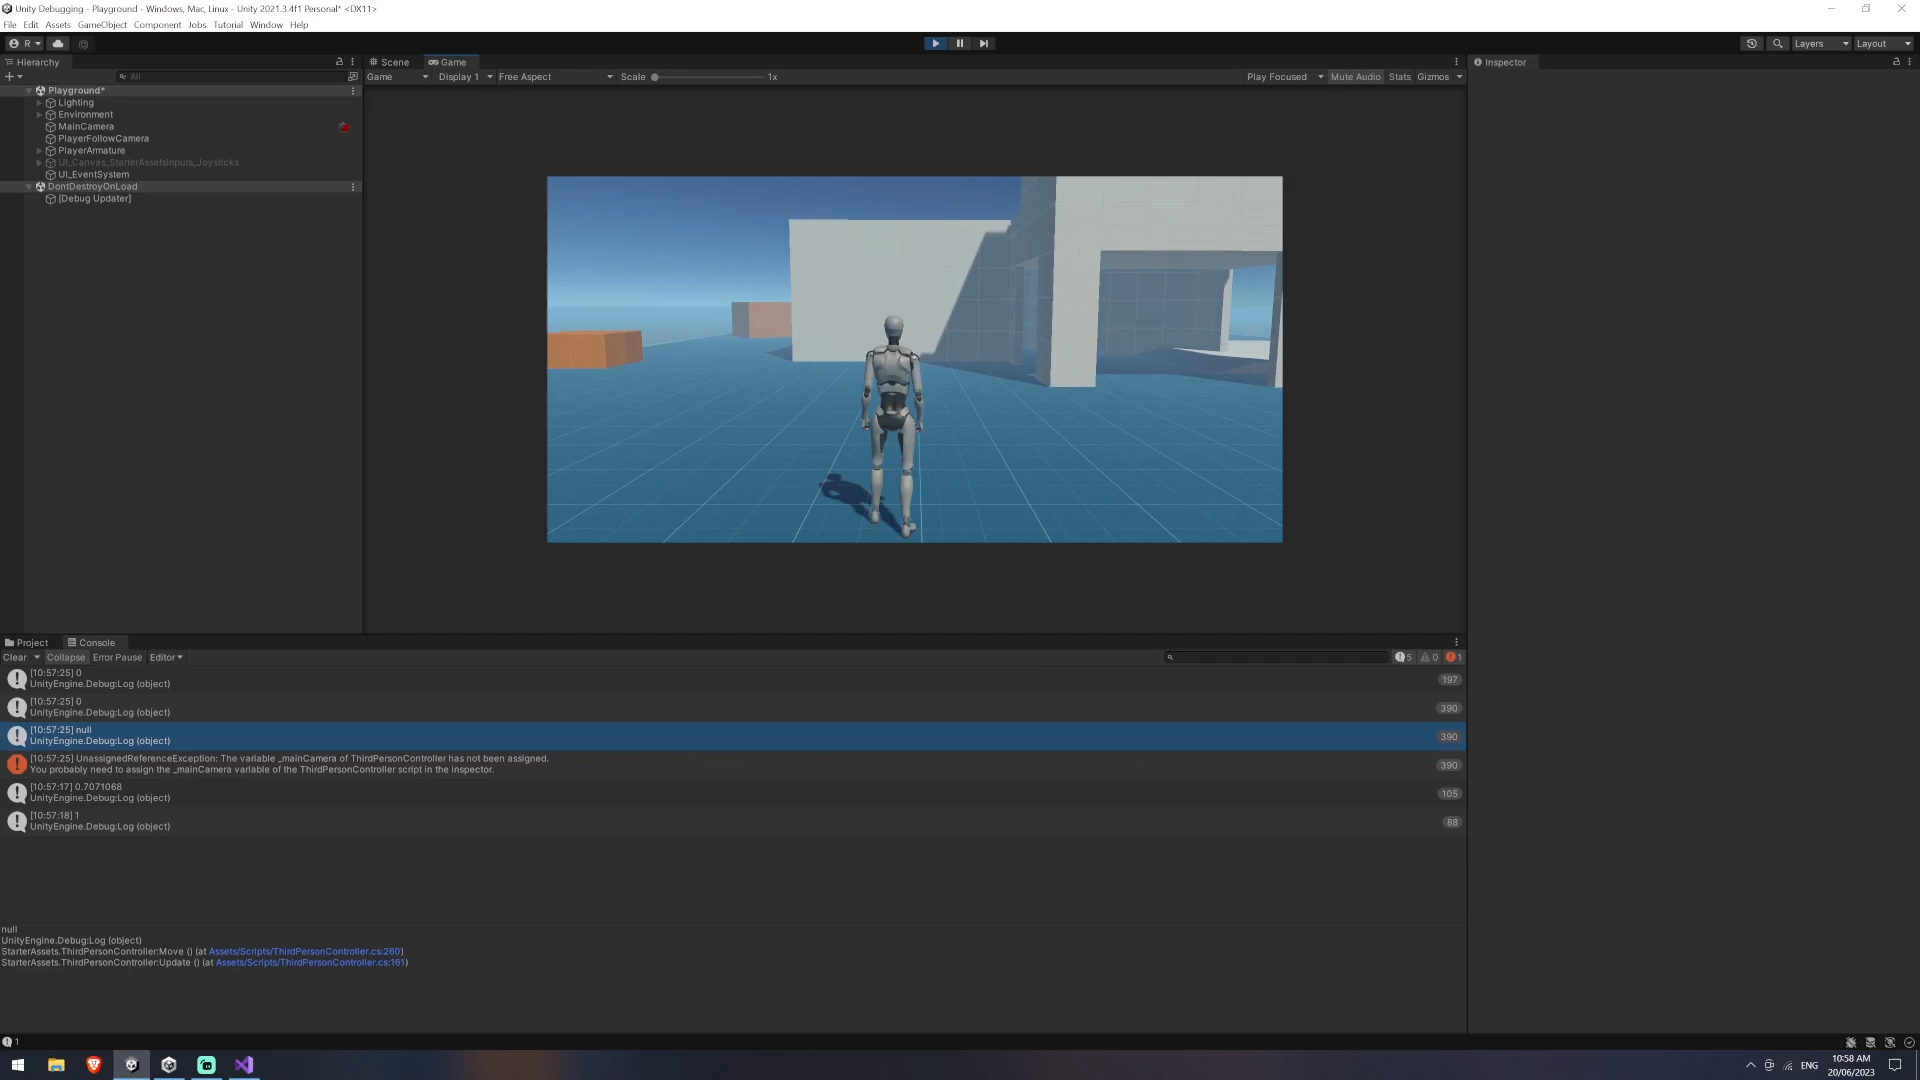 Unity Debugging - Playground - Windows, Mac, Linux - Unity 2021.3.4f1 Personal* <DX11>
File Edit Assets GameObject Component Jobs Tutorial Window Help
R
Layers
Layout
Hierarchy
Scene
Game
Inspector
All
Game
Display 1
Free Aspect
Scale
1x
Play Focused
Mute Audio
Stats
Gizmos
Playground*
Lighting
Environment
MainCamera
PlayerFollowCamera
PlayerArmature
UI_Canvas_StarterAssetsInputs_Joysticks
UI_EventSystem
DontDestroyOnLoad
[Debug Updater]
Project
Console
Clear
Collapse
Error Pause
Editor
5
0
1
[10:57:25] 0
UnityEngine.Debug:Log (object)
197
[10:57:25] 0
UnityEngine.Debug:Log (object)
390
[10:57:25] null
UnityEngine.Debug:Log (object)
390
[10:57:25] UnassignedReferenceException: The variable _mainCamera of ThirdPersonController has not been assigned.
You probably need to assign the _mainCamera variable of the ThirdPersonController script in the inspector.
390
[10:57:17] 0.7071068
UnityEngine.Debug:Log (object)
105
[10:57:18] 1
UnityEngine.Debug:Log (object)
88
null
UnityEngine.Debug:Log (object)
StarterAssets.ThirdPersonController:Move () (at Assets/Scripts/ThirdPersonController.cs:260)
StarterAssets.ThirdPersonController:Update () (at Assets/Scripts/ThirdPersonController.cs:161)
1
ENG
10:58 AM
20/06/2023